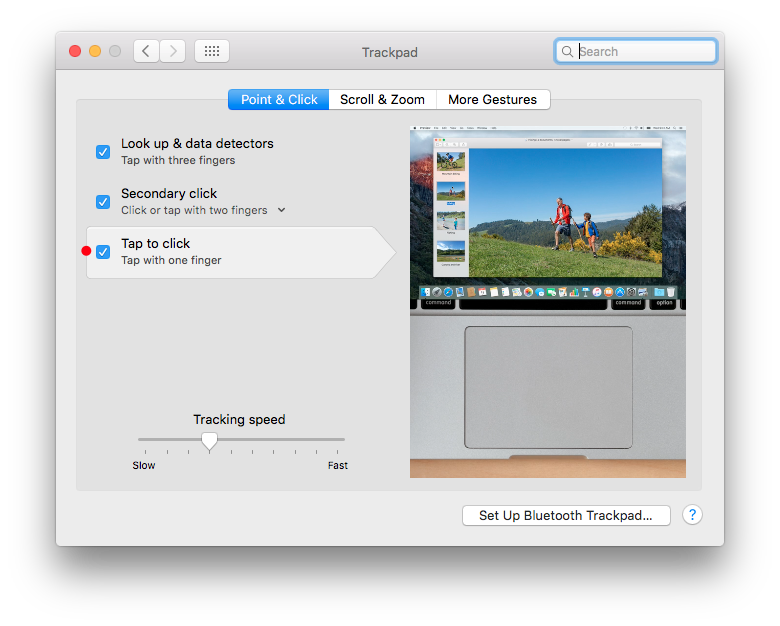 Trackpad
Search
Point & Click
Scroll & Zoom
More Gestures
Look up & data detectors
Tap with three fingers
Secondary click
Click or tap with two fingers
Tap to click
Tap with one finger
Tracking speed
Slow
Fast
command
command
option
Set Up Bluetooth Trackpad...
?